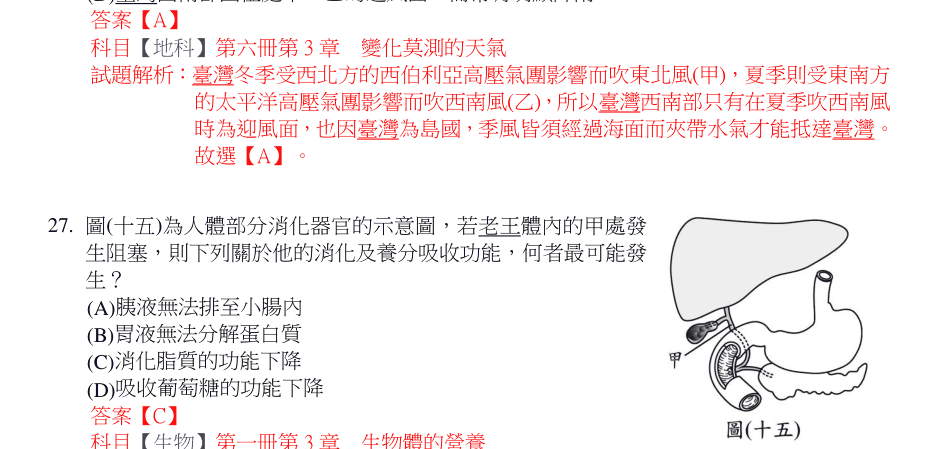 答案【A】
科目【地科】第六冊第 3 章　變化莫測的天氣
試題解析：臺灣冬季受西北方的西伯利亞高壓氣團影響而吹東北風(甲)，夏季則受東南方
的太平洋高壓氣團影響而吹西南風(乙)，所以臺灣西南部只有在夏季吹西南風
時為迎風面，也因臺灣為島國，季風皆須經過海面而夾帶水氣才能抵達臺灣。
故選【A】。
27. 圖(十五)為人體部分消化器官的示意圖，若老王體內的甲處發
生阻塞，則下列關於他的消化及養分吸收功能，何者最可能發
生？
(A)胰液無法排至小腸內
(B)胃液無法分解蛋白質
(C)消化脂質的功能下降
(D)吸收葡萄糖的功能下降
甲
圖(十五)
答案【C】
科目【生物】第一冊第 3 章　生物體的營養